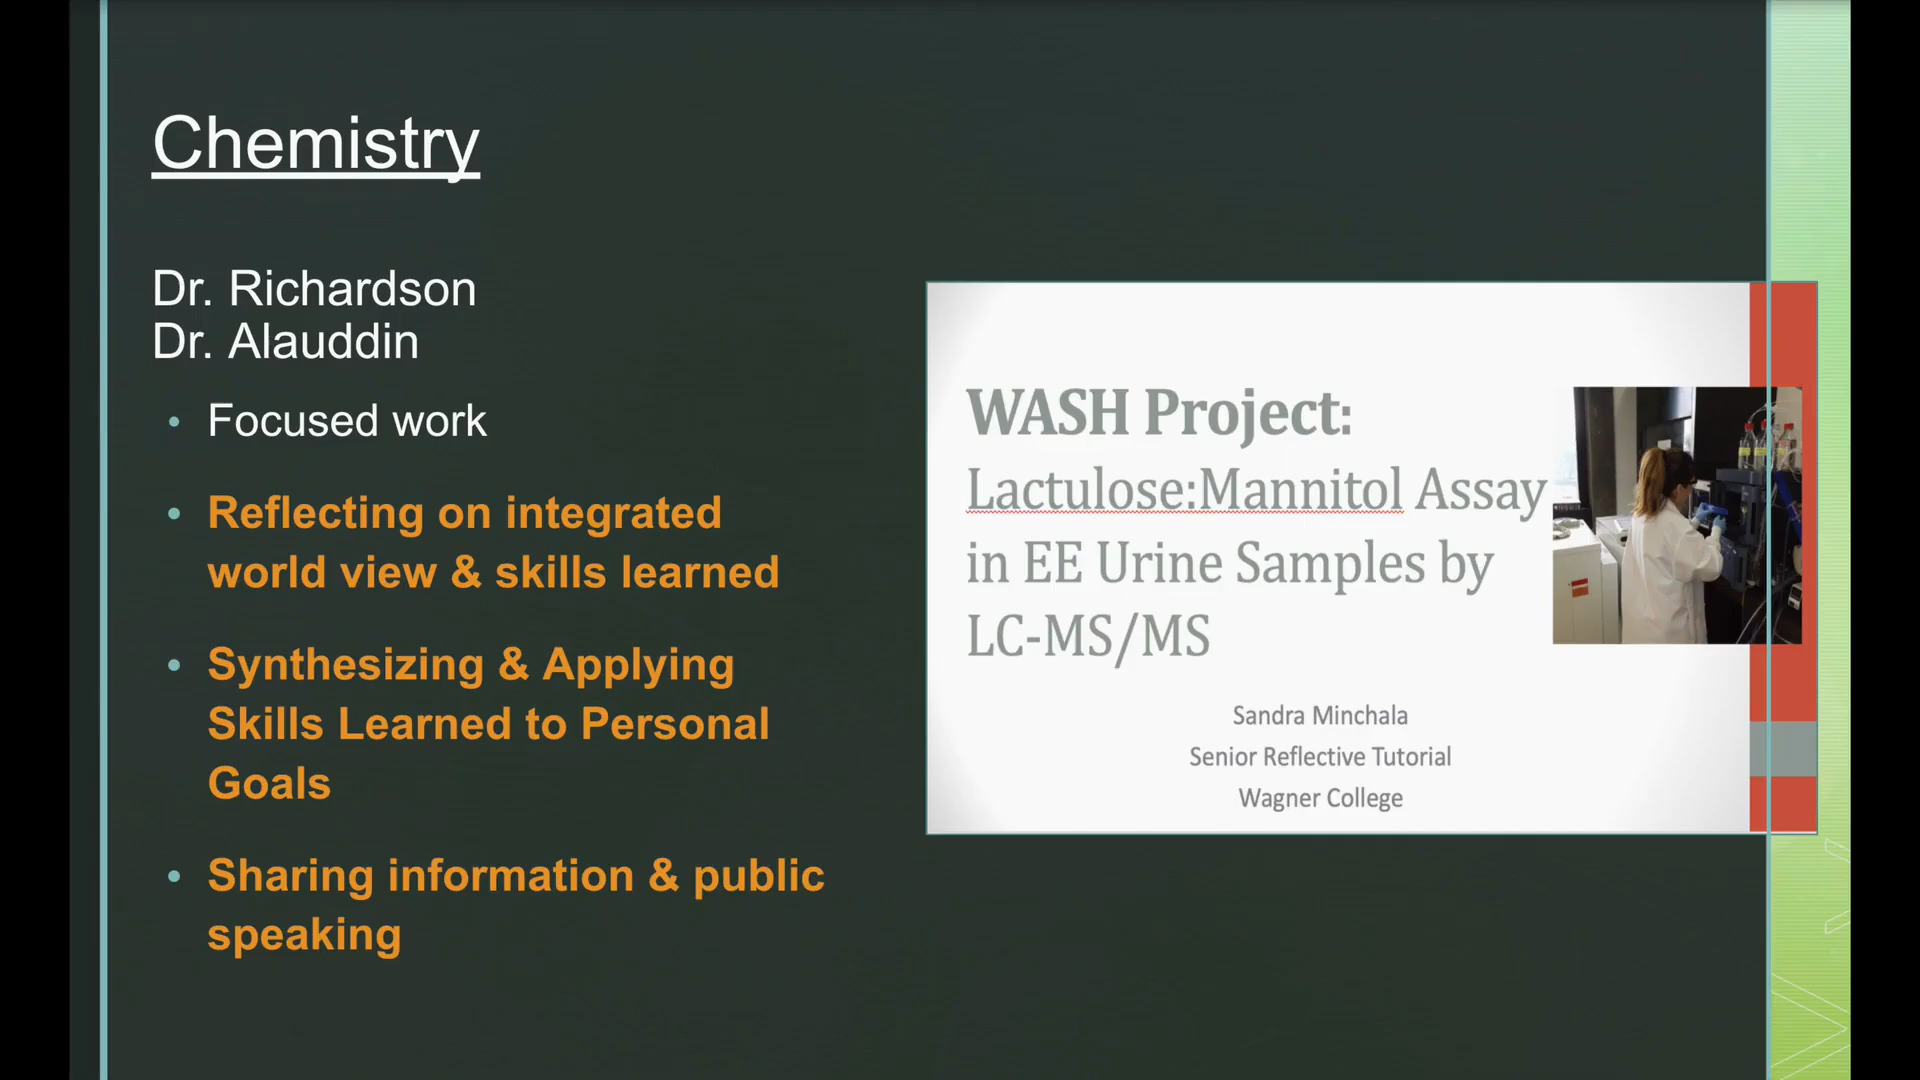 Chemistry
Dr. Richardson
Dr. Alauddin
• Focused work
• Reflecting on integrated
world view & skills learned
• Synthesizing & Applying
Skills Learned to Personal
Goals
• Sharing information & public
speaking
WASH Project:
Lactulose:Mannitol Assay
in EE Urine Samples by
LC-MS/MS
Sandra Minchala
Senior Reflective Tutorial
Wagner College